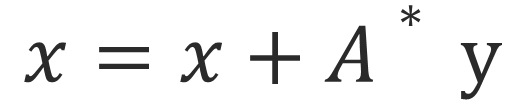 x = x + A* y